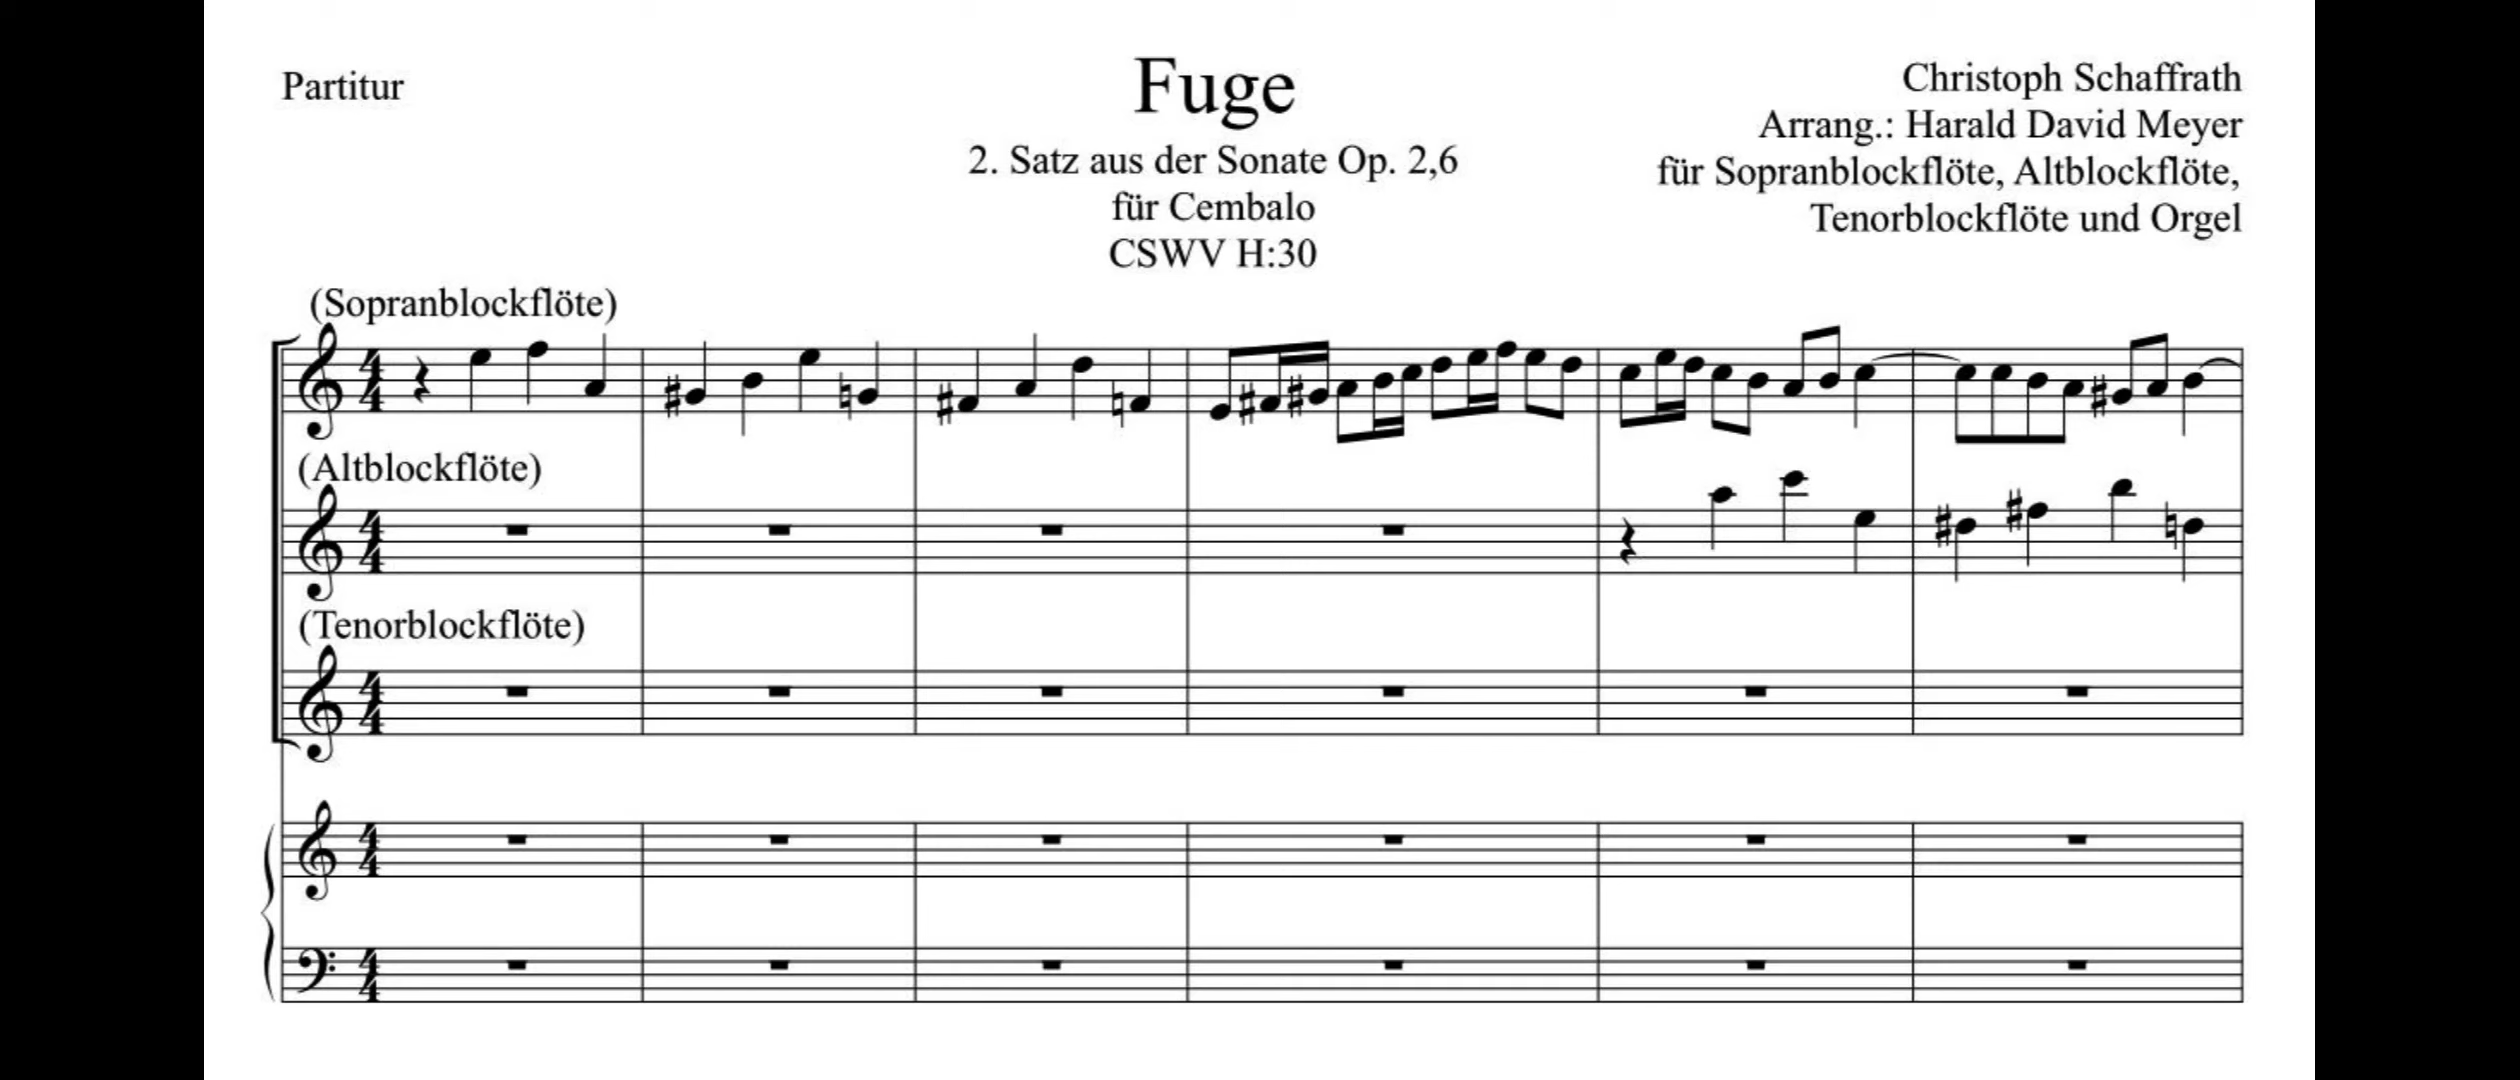 Partitur
Fuge
2. Satz aus der Sonate Op. 2,6
für Cembalo
CSWV H:30
Christoph Schaffrath
Arrang.: Harald David Meyer
für Sopranblockflöte, Altblockflöte,
Tenorblockflöte und Orgel
(Sopranblockflöte)
(Altblockflöte)
(Tenorblockflöte)